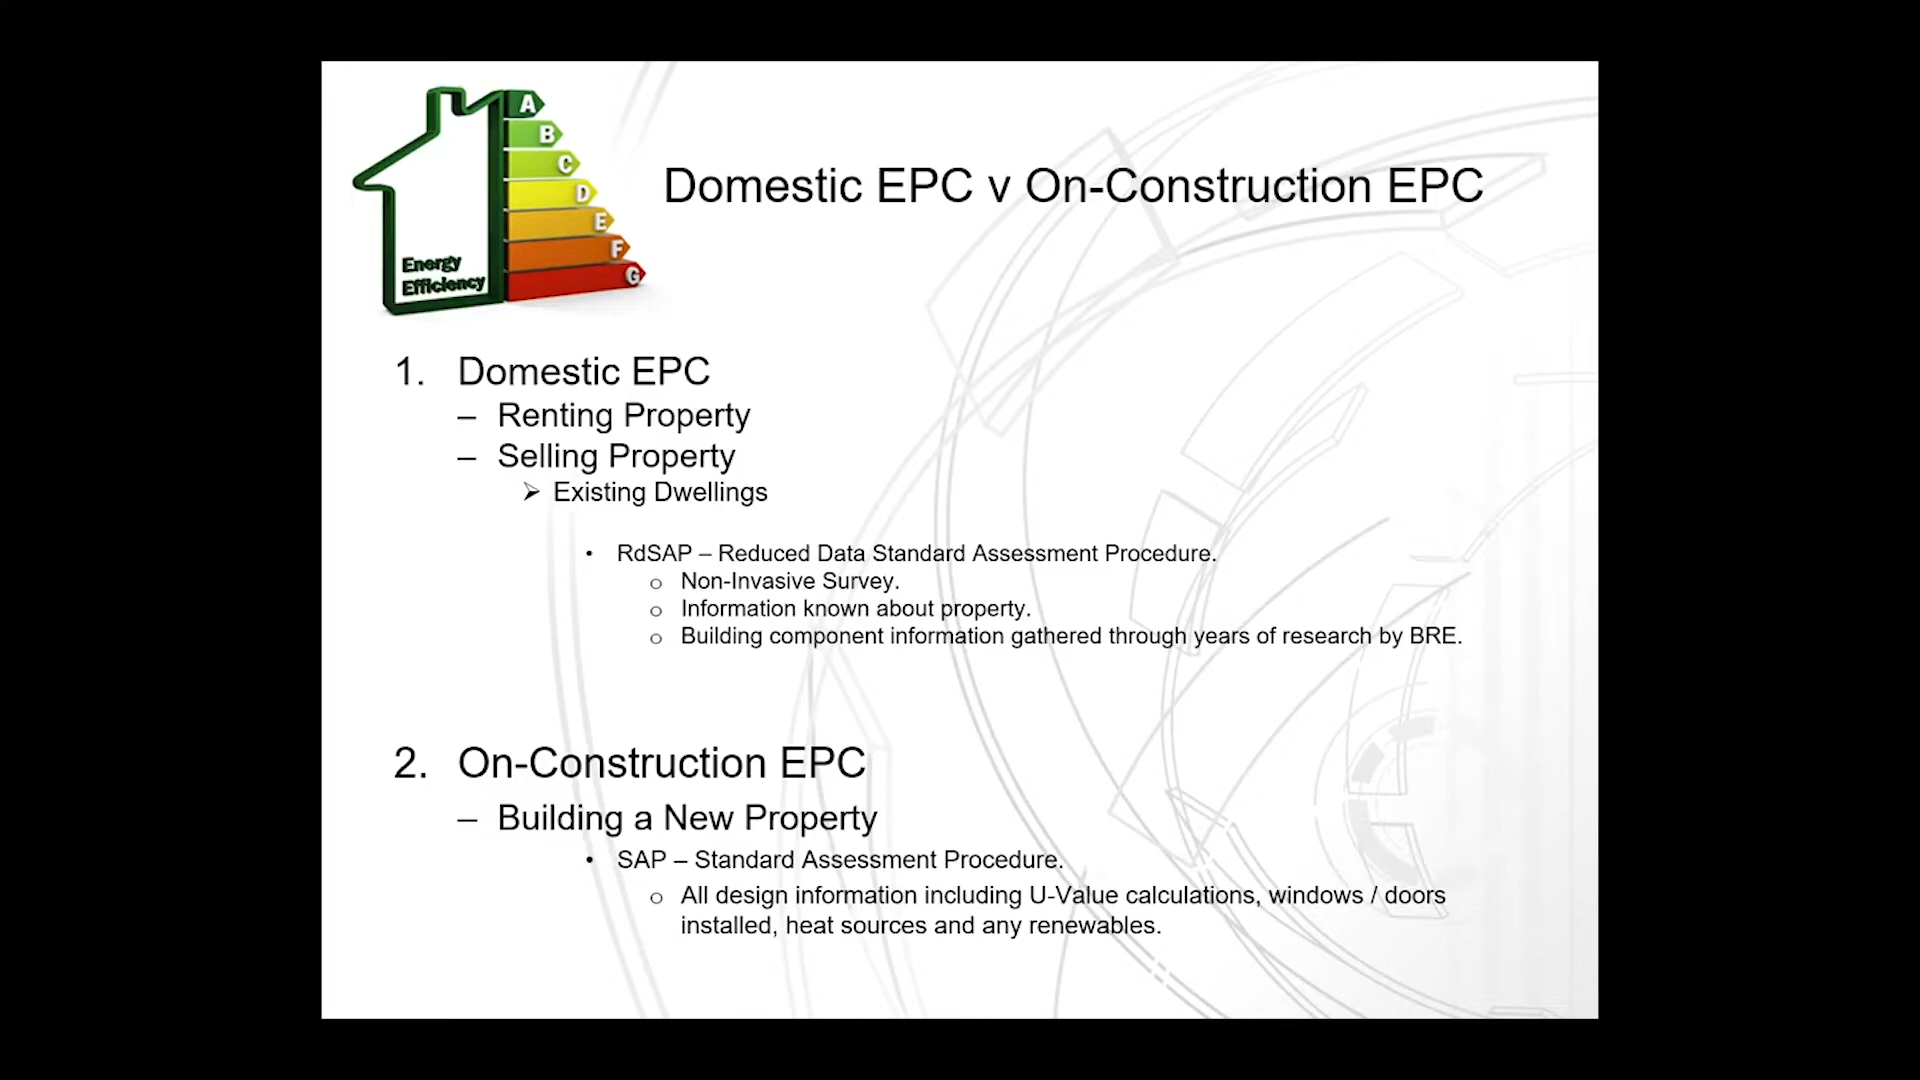 A
B
C
D
E
F
G
Energy
Efficiency
Domestic EPC v On-Construction EPC
1. Domestic EPC
– Renting Property
– Selling Property
➢ Existing Dwellings
• RdSAP – Reduced Data Standard Assessment Procedure.
o Non-Invasive Survey.
o Information known about property.
o Building component information gathered through years of research by BRE.
2. On-Construction EPC
– Building a New Property
• SAP – Standard Assessment Procedure.
o All design information including U-Value calculations, windows / doors
installed, heat sources and any renewables.